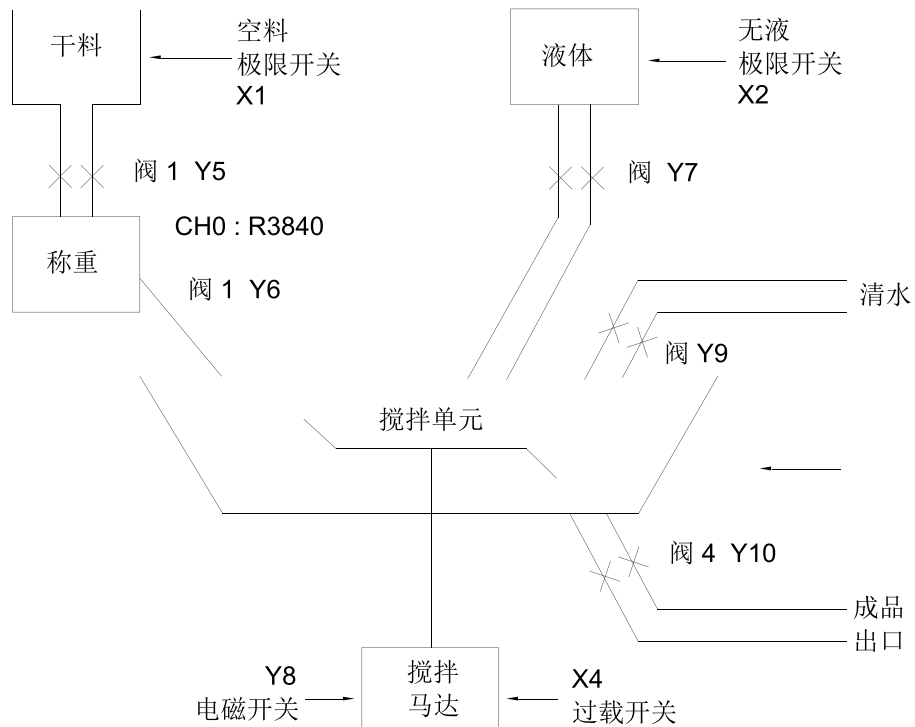 干料
空料
极限开关
X1
液体
无液
极限开关
X2
阀 1 Y5
阀 Y7
CH0 : R3840
称重
阀 1 Y6
清水
阀 Y9
搅拌单元
阀 4 Y10
成品
出口
Y8
电磁开关
搅拌
马达
X4
过载开关